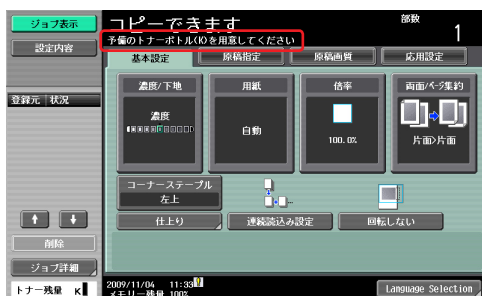 ジョブ表示
設定内容
登録元 状況
削除
ジョブ詳細
トナー残量 K
コピーできます
予備のトナーボトル(K)を用意してください
部数
1
基本設定
原稿指定
原稿画質
応用設定
濃度/下地
濃度
用紙
自動
倍率
100.0%
両面/ページ集約
片面>片面
コーナーステープル
左上
仕上り
連続読込み設定
回転しない
2009/11/04 11:33
メモリー残量 100%
Language Selection